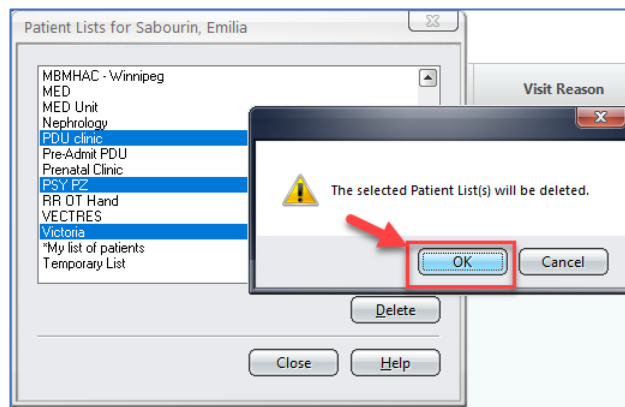 Patient Lists for Sabourin, Emilia
MBMHAC - Winnipeg
MED
MED Unit
Nephrology
PDU clinic
Pre-Admit PDU
Prenatal Clinic
PSY PZ
RR OT Hand
VECTRES
Victoria
*My list of patients
Temporary List
Visit Reason
The selected Patient List(s) will be deleted.
OK
Cancel
Delete
Close
Help